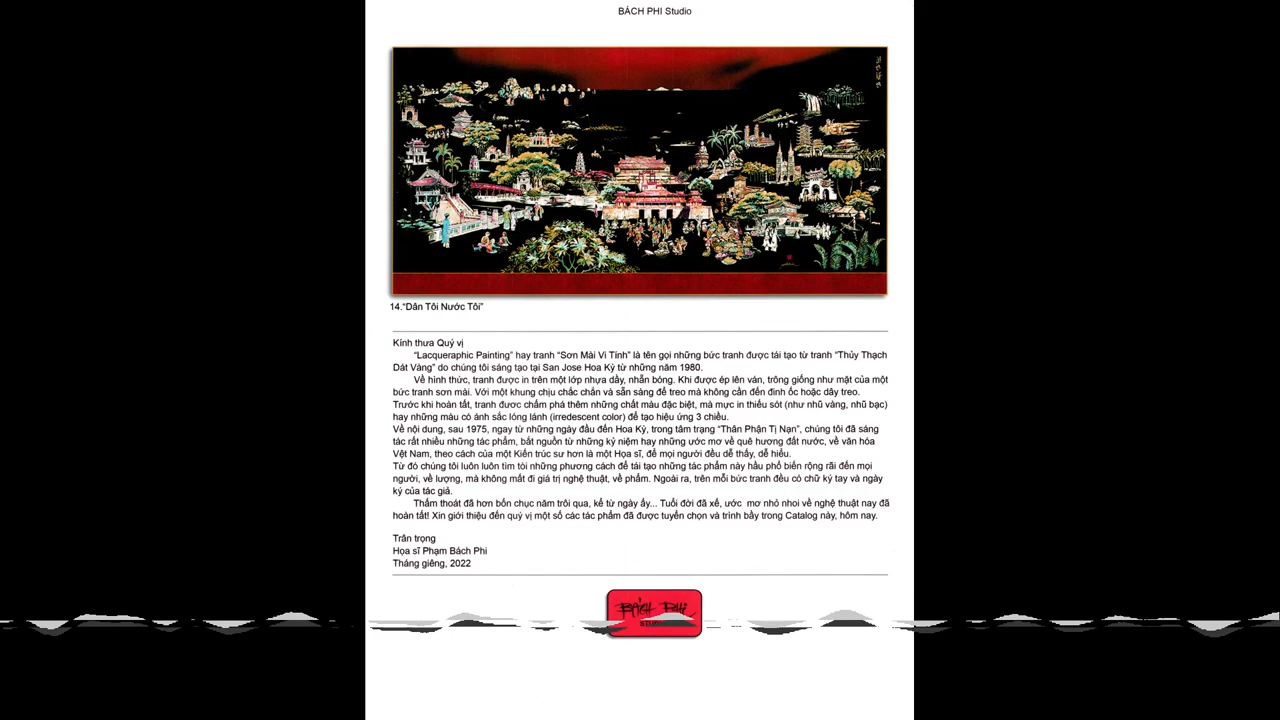 BÁCH PHI Studio
14.“Dân Tôi Nước Tôi”
Kính thưa Quý vị
“Lacqueraphic Painting” hay tranh “Sơn Mài Vi Tính” là tên gọi những bức tranh được tái tạo từ tranh “Thủy Thạch
Dát Vàng” do chúng tôi sáng tạo tại San Jose Hoa Kỳ từ những năm 1980.
Về hình thức, tranh được in trên một lớp nhựa dầy, nhẵn bóng. Khi được ép lên ván, trông giống như mặt của một
bức tranh sơn mài. Với một khung chịu chắc chắn và sẵn sàng để treo mà không cần đến đinh ốc hoặc dây treo.
Trước khi hoàn tất, tranh được chấm phá thêm những chất màu đặc biệt, mà mực in thiếu sót (như nhũ vàng, nhũ bạc)
hay những màu có ánh sắc lóng lánh (irredescent color) để tạo hiệu ứng 3 chiều.
Về nội dung, sau 1975, ngay từ những ngày đầu đến Hoa Kỳ, trong tâm trạng “Thân Phận Tị Nạn”, chúng tôi đã sáng
tác rất nhiều những tác phẩm, bắt nguồn từ những kỷ niệm hay những ước mơ về quê hương đất nước, về văn hóa
Vệt Nam, theo cách của một Kiến trúc sư hơn là một Họa sĩ, để mọi người đều dễ thấy, dễ hiểu.
Từ đó chúng tôi luôn luôn tìm tòi những phương cách để tái tạo những tác phẩm này hầu phổ biến rộng rãi đến mọi
người, về lượng, mà không mất đi giá trị nghệ thuật, về phẩm. Ngoài ra, trên mỗi bức tranh đều có chữ ký tay và ngày
ký của tác giả.
Thấm thoát đã hơn bốn chục năm trôi qua, kể từ ngày ấy... Tuổi đời đã xế, ước mơ nhỏ nhoi về nghệ thuật nay đã
hoàn tất! Xin giới thiệu đến quý vị một số các tác phẩm đã được tuyển chọn và trình bầy trong Catalog này, hôm nay.
Trân trọng
Họa sĩ Phạm Bách Phi
Tháng giêng, 2022
BÁCH PHI
STUDIO